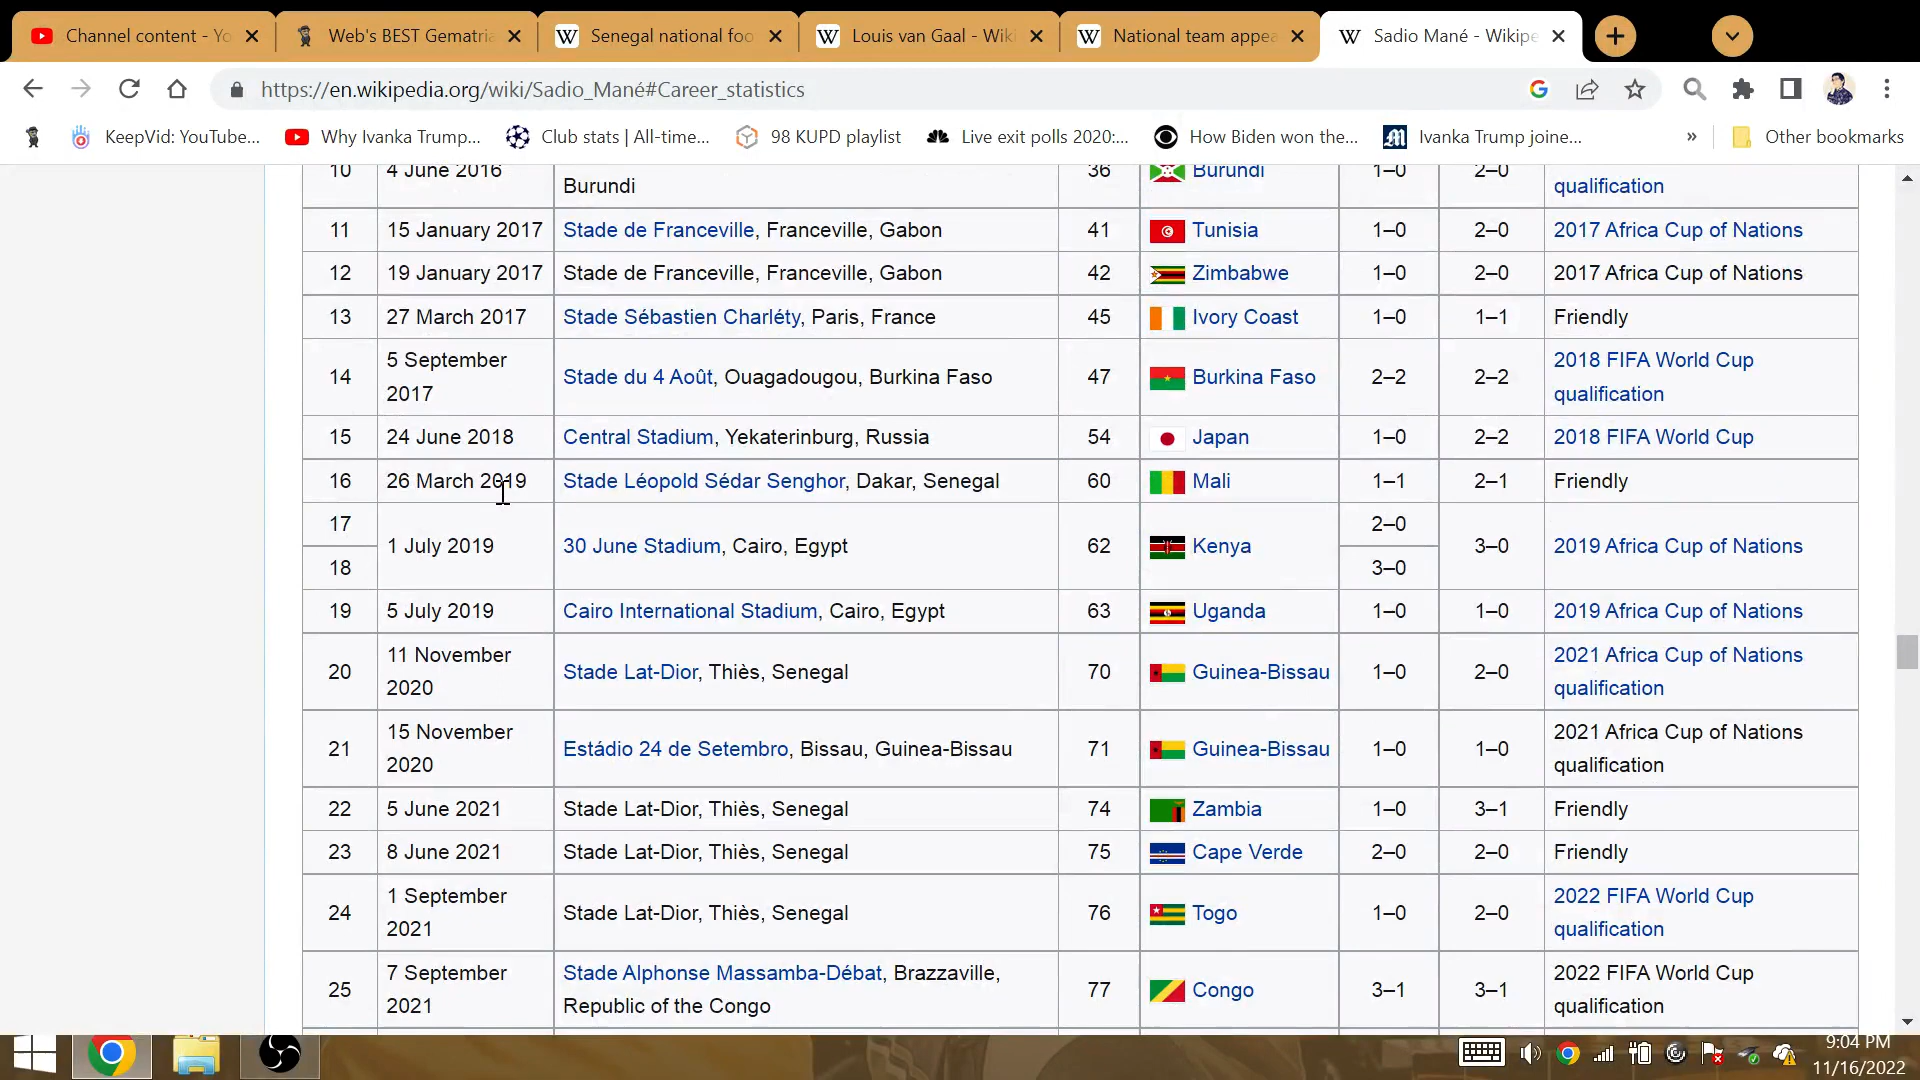 Channel content - Yo
Web's BEST Gematria
Senegal national foo
Louis van Gaal - Wiki
National team appea
Sadio Mané - Wikipe
https://en.wikipedia.org/wiki/Sadio_Mané#Career_statistics
KeepVid: YouTube...
Why Ivanka Trump...
Club stats | All-time...
98 KUPD playlist
Live exit polls 2020:...
How Biden won the...
Ivanka Trump joine...
»
Other bookmarks
10 4 June 2016 Burundi 36 Burundi 1–0 2–0 qualification
11 15 January 2017 Stade de Franceville, Franceville, Gabon 41 Tunisia 1–0 2–0 2017 Africa Cup of Nations
12 19 January 2017 Stade de Franceville, Franceville, Gabon 42 Zimbabwe 1–0 2–0 2017 Africa Cup of Nations
13 27 March 2017 Stade Sébastien Charléty, Paris, France 45 Ivory Coast 1–0 1–1 Friendly
14 5 September
2017 Stade du 4 Août, Ouagadougou, Burkina Faso 47 Burkina Faso 2–2 2–2 2018 FIFA World Cup
qualification
15 24 June 2018 Central Stadium, Yekaterinburg, Russia 54 Japan 1–0 2–2 2018 FIFA World Cup
16 26 March 2019 Stade Léopold Sédar Senghor, Dakar, Senegal 60 Mali 1–1 2–1 Friendly
17 1 July 2019 30 June Stadium, Cairo, Egypt 62 Kenya 2–0 3–0 2019 Africa Cup of Nations
18 3–0
19 5 July 2019 Cairo International Stadium, Cairo, Egypt 63 Uganda 1–0 1–0 2019 Africa Cup of Nations
20 11 November
2020 Stade Lat-Dior, Thiès, Senegal 70 Guinea-Bissau 1–0 2–0 2021 Africa Cup of Nations
qualification
21 15 November
2020 Estádio 24 de Setembro, Bissau, Guinea-Bissau 71 Guinea-Bissau 1–0 1–0 2021 Africa Cup of Nations
qualification
22 5 June 2021 Stade Lat-Dior, Thiès, Senegal 74 Zambia 1–0 3–1 Friendly
23 8 June 2021 Stade Lat-Dior, Thiès, Senegal 75 Cape Verde 2–0 2–0 Friendly
24 1 September
2021 Stade Lat-Dior, Thiès, Senegal 76 Togo 1–0 2–0 2022 FIFA World Cup
qualification
25 7 September
2021 Stade Alphonse Massamba-Débat, Brazzaville,
Republic of the Congo 77 Congo 3–1 3–1 2022 FIFA World Cup
qualification
9:04 PM
11/16/2022